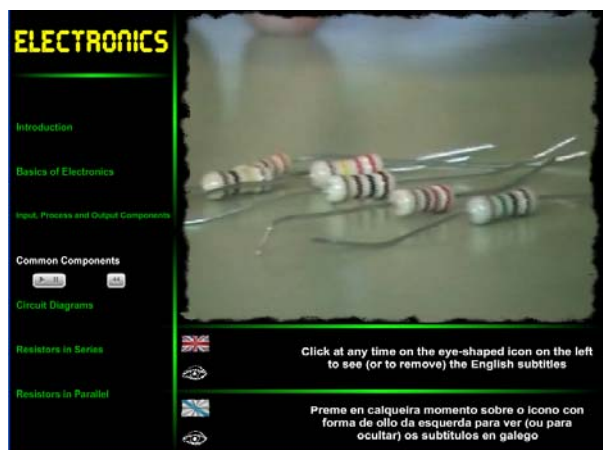 ELECTRONICS
Introduction
Basics of Electronics
Input, Process and Output Components
Common Components
Circuit Diagrams
Resistors in Series
Resistors in Parallel
Click at any time on the eye-shaped icon on the left
to see (or to remove) the English subtitles
Preme en calqueira momento sobre o icono con
forma de ollo da esquerda para ver (ou para
ocultar) os subtítulos en galego